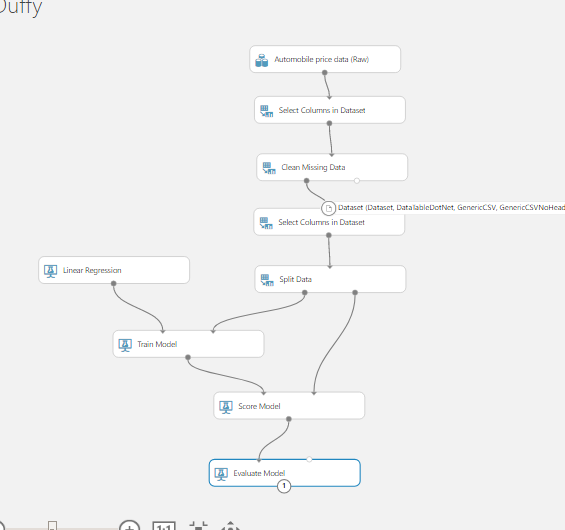 Duffy
Automobile price data (Raw)
Select Columns in Dataset
Clean Missing Data
Dataset (Dataset, DataTableDotNet, GenericCSV, GenericCSVNoHead
Select Columns in Dataset
Linear Regression
Split Data
Train Model
Score Model
Evaluate Model
1
1:1